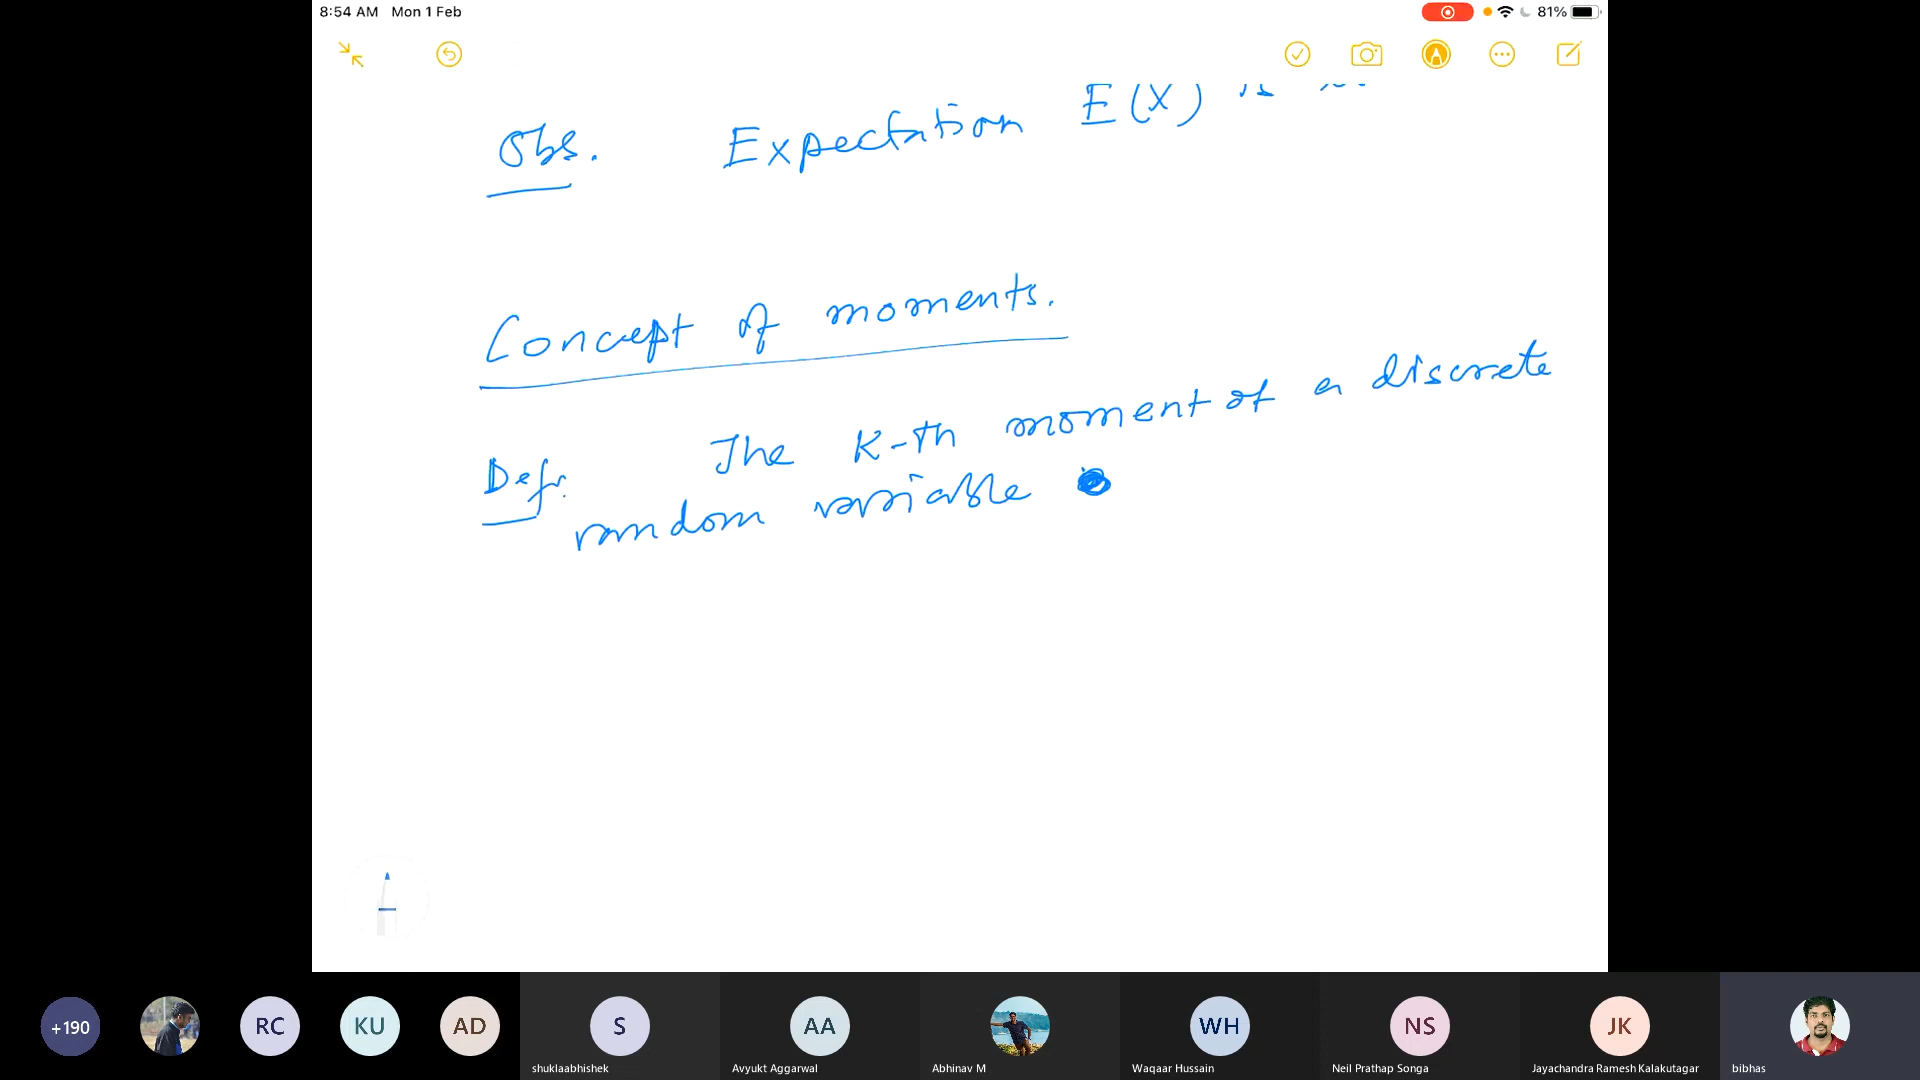 8:54 AM Mon 1 Feb
81%
Obs. Expectation E(X) is
Concept of moments.
Defn. The K-th moment of a discrete
random variable
+190
RC
KU
AD
S
AA
WH
NS
JK
shuklaabhishek
Avyukt Aggarwal
Abhinav M
Waqaar Hussain
Neil Prathap Songa
Jayachandra Ramesh Kalakutagar
bibhas